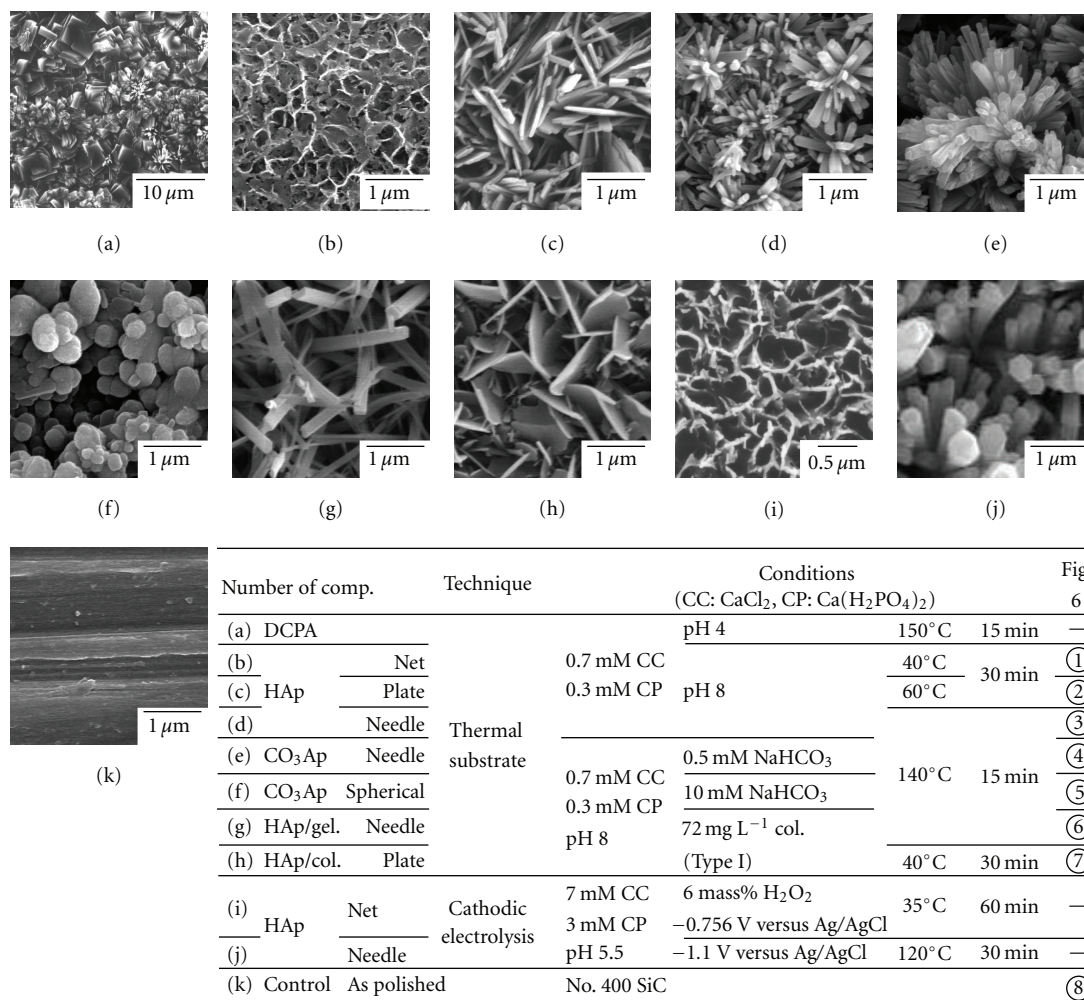 10 μm
1 μm
1 μm
1 μm
1 μm
(a)
(b)
(c)
(d)
(e)
1 μm
1 μm
1 μm
0.5 μm
1 μm
(f)
(g)
(h)
(i)
(j)
1 μm
(k)
Number of comp. Technique Conditions Fig
(CC: CaCl₂, CP: Ca(H₂PO₄)₂) 6
(a) DCPA pH 4 150°C 15 min —
(b) Net 0.7 mM CC 40°C ①
(c) HAp Plate 0.3 mM CP pH 8 60°C 30 min ②
(d) Needle Thermal ③
(e) CO₃Ap Needle substrate 0.5 mM NaHCO₃ ④
(f) CO₃Ap Spherical 0.7 mM CC 10 mM NaHCO₃ 140°C 15 min ⑤
0.3 mM CP
(g) HAp/gel. Needle pH 8 72 mg L⁻¹ col. ⑥
(h) HAp/col. Plate (Type I) 40°C 30 min ⑦
(i) Net Cathodic 7 mM CC 6 mass% H₂O₂ 35°C 60 min —
HAp electrolysis 3 mM CP −0.756 V versus Ag/AgCl
(j) Needle pH 5.5 −1.1 V versus Ag/AgCl 120°C 30 min —
(k) Control As polished No. 400 SiC ⑧